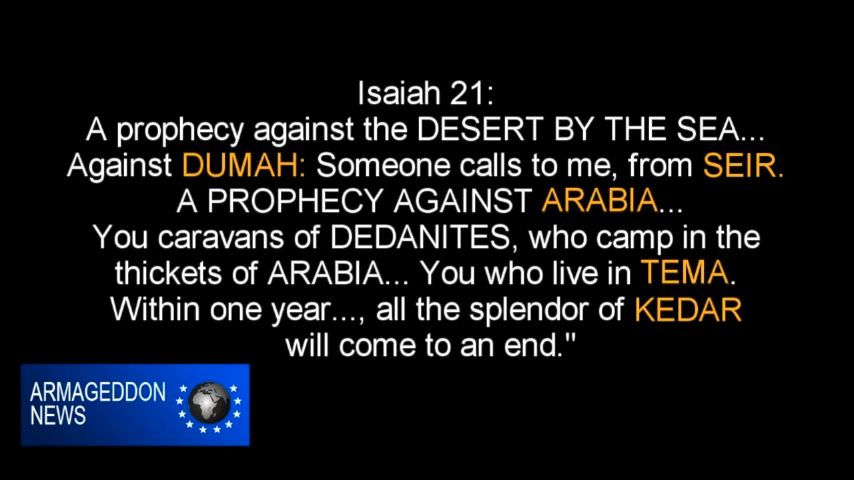 Isaiah 21:
A prophecy against the DESERT BY THE SEA...
Against DUMAH: Someone calls to me, from SEIR.
A PROPHECY AGAINST ARABIA...
You caravans of DEDANITES, who camp in the
thickets of ARABIA... You who live in TEMA.
Within one year..., all the splendor of KEDAR
will come to an end."
ARMAGEDDON
NEWS